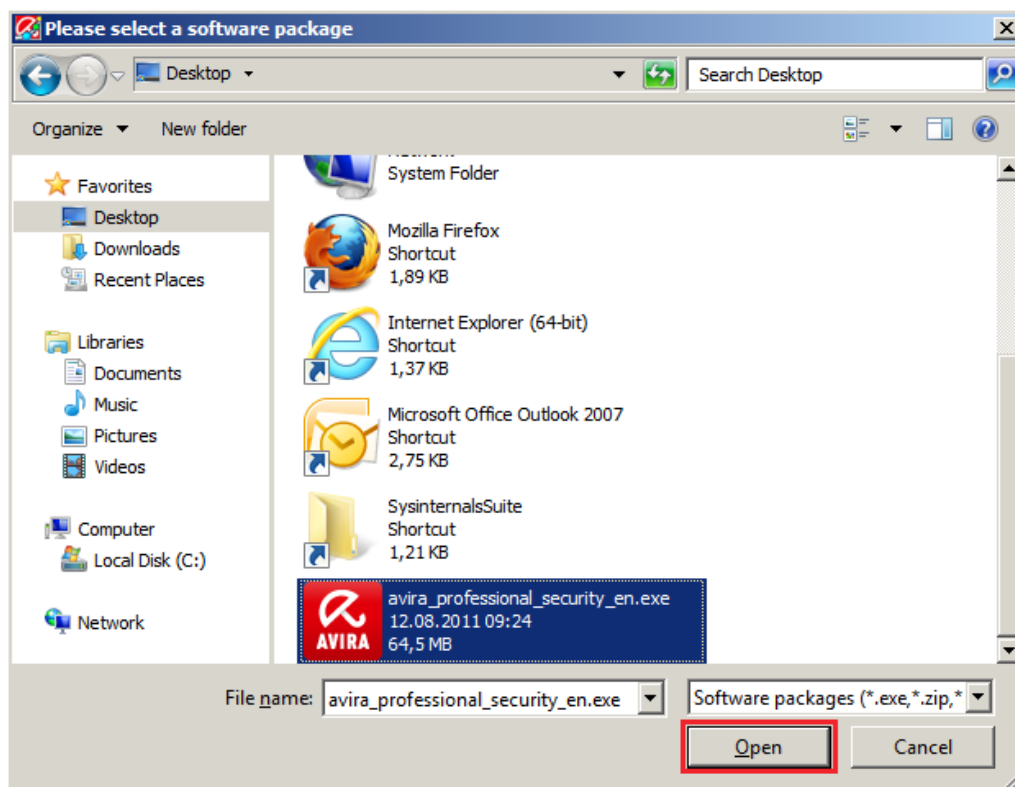 Please select a software package
Desktop
Search Desktop
Organize
New folder
Favorites
Desktop
Downloads
Recent Places
Libraries
Documents
Music
Pictures
Videos
Computer
Local Disk (C:)
Network
System Folder
Mozilla Firefox
Shortcut
1,89 KB
Internet Explorer (64-bit)
Shortcut
1,37 KB
Microsoft Office Outlook 2007
Shortcut
2,75 KB
SysinternalsSuite
Shortcut
1,21 KB
AVIRA
avira_professional_security_en.exe
12.08.2011 09:24
64,5 MB
File name:
avira_professional_security_en.exe
Software packages (*.exe,*.zip,*
Open
Cancel